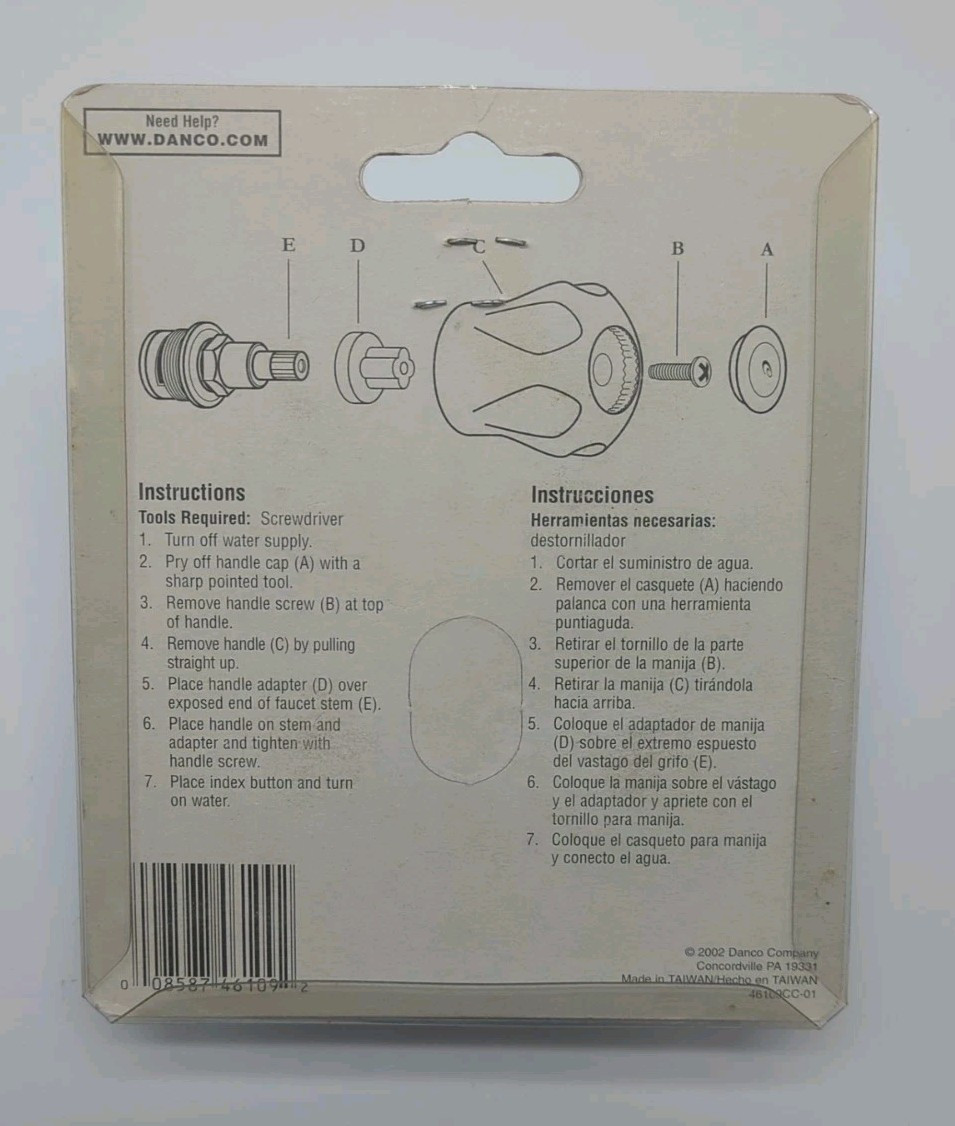 Need Help?
WWW.DANCO.COM
E D C B A
Instructions
Tools Required: Screwdriver
1. Turn off water supply.
2. Pry off handle cap (A) with a
sharp pointed tool.
3. Remove handle screw (B) at top
of handle.
4. Remove handle (C) by pulling
straight up.
5. Place handle adapter (D) over
exposed end of faucet stem (E).
6. Place handle on stem and
adapter and tighten with
handle screw.
7. Place index button and turn
on water.
Instrucciones
Herramientas necesarias:
destornillador
1. Cortar el suministro de agua.
2. Remover el casquete (A) haciendo
palanca con una herramienta
puntiaguda.
3. Retirar el tornillo de la parte
superior de la manija (B).
4. Retirar la manija (C) tirándola
hacia arriba.
5. Coloque el adaptador de manija
(D) sobre el extremo espuesto
del vastago del grifo (E).
6. Coloque la manija sobre el vástago
y el adaptador y apriete con el
tornillo para manija.
7. Coloque el casqueto para manija
y conecto el agua.
0 08587 46109 2
© 2002 Danco Company
Concordville PA 19331
Made in TAIWAN/Hecho en TAIWAN
46109CC-01